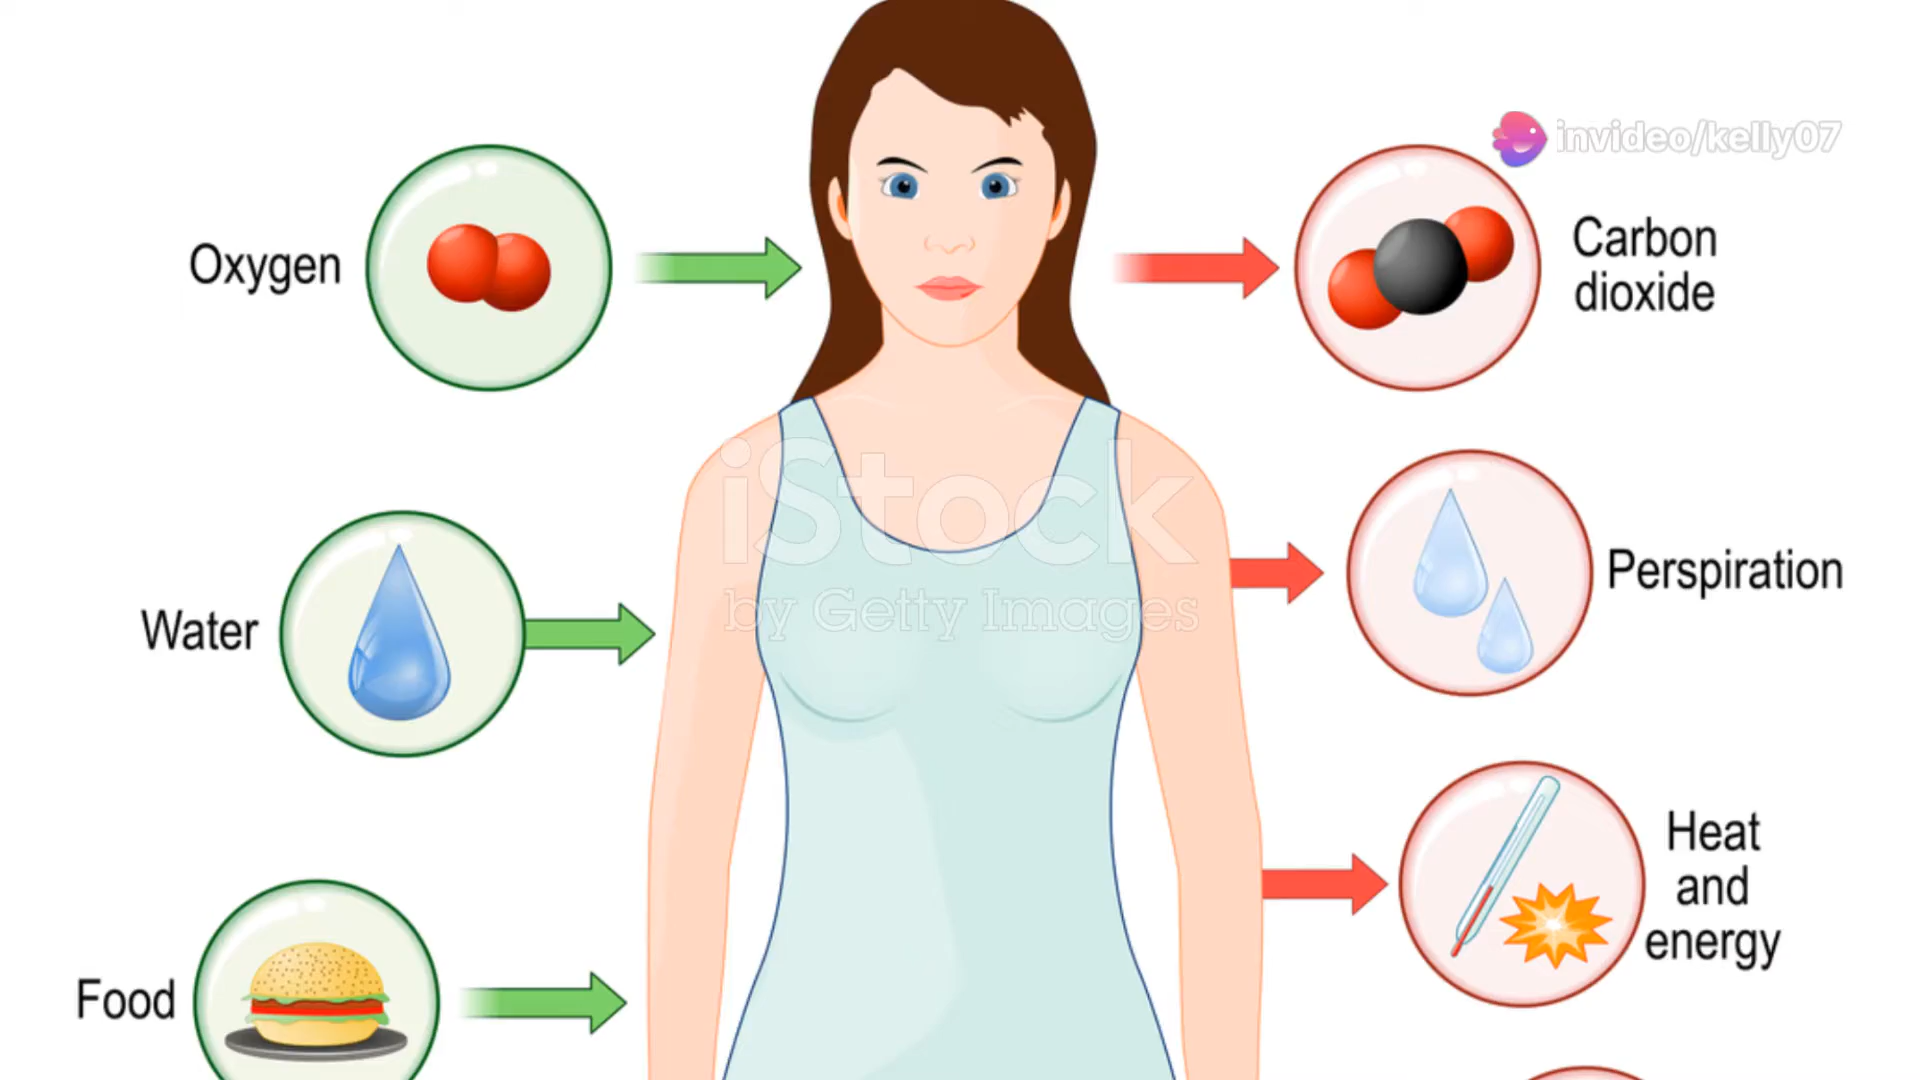 invideo/kelly07
Oxygen
Carbon
dioxide
iStock
by Getty Images
Perspiration
Water
Heat
and
energy
Food